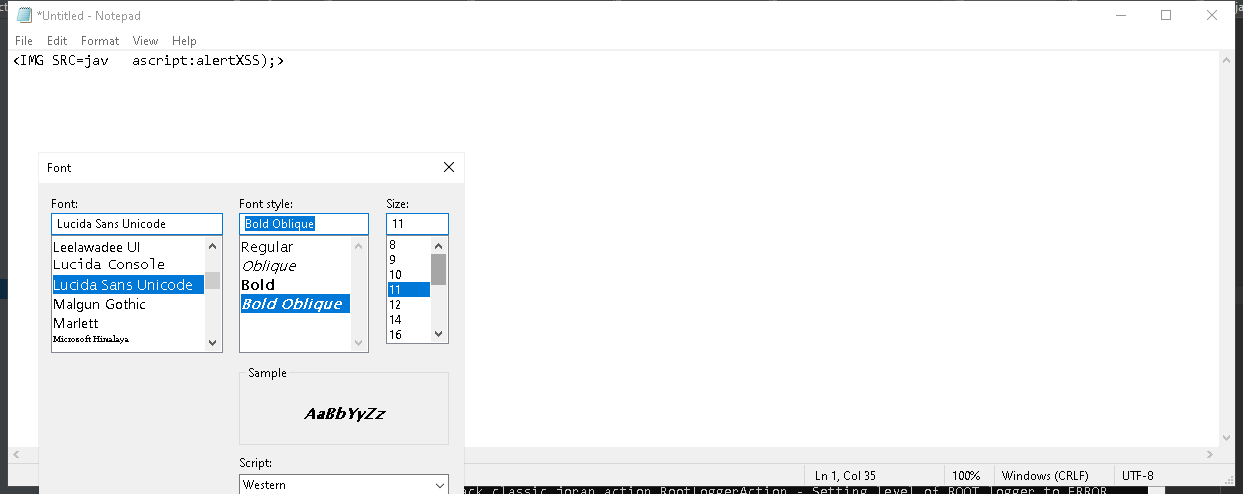 *Untitled - Notepad
File Edit Format View Help
<IMG SRC=jav   ascript:alertXSS);>
Font
Font: Font style: Size:
Lucida Sans Unicode Bold Oblique 11
Leelawadee UI
Lucida Console
Lucida Sans Unicode
Malgun Gothic
Marlett
Microsoft Himalaya
Regular
Oblique
Bold
Bold Oblique
8
9
10
11
12
14
16
Sample
AaBbYyZz
Script:
Western
Ln 1, Col 35 100% Windows (CRLF) UTF-8
ack.classic.joran.action.RootLoggerAction - Setting level of ROOT logger to ERROR